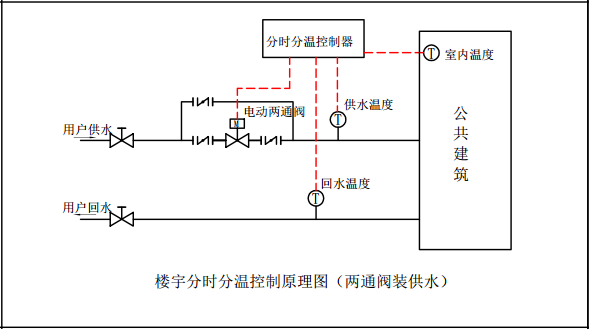 分时分温控制器
T
室内温度
电动两通阀
供水温度
M
T
用户供水
公共建筑
回水温度
T
用户回水
楼宇分时分温控制原理图（两通阀装供水）